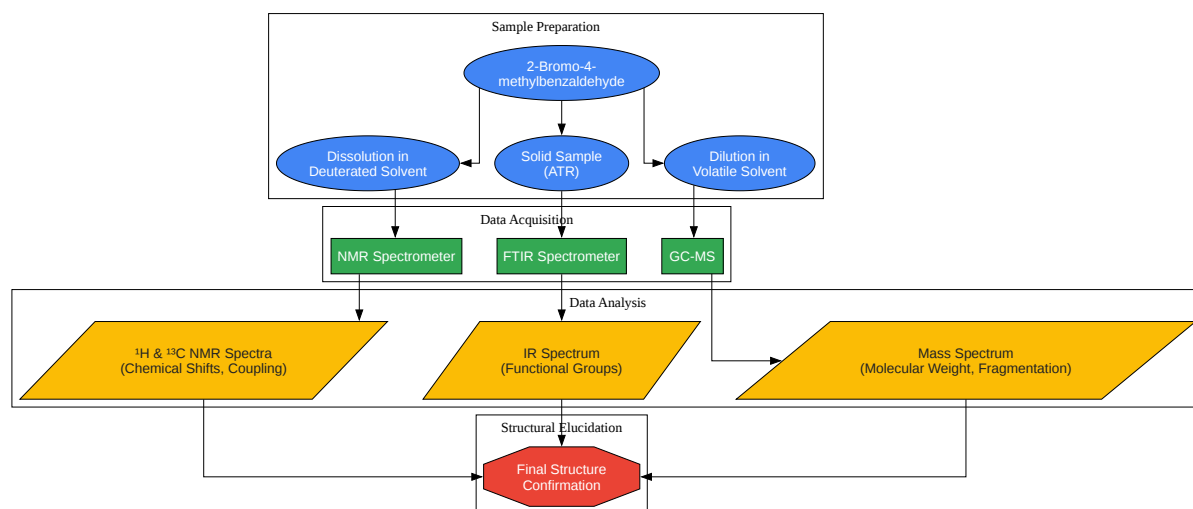 Sample Preparation
2-Bromo-4-
methylbenzaldehyde
Dissolution in
Deuterated Solvent
Solid Sample
(ATR)
Dilution in
Volatile Solvent
Data Acquisition
NMR Spectrometer
FTIR Spectrometer
GC-MS
Data Analysis
¹H & ¹³C NMR Spectra
(Chemical Shifts, Coupling)
IR Spectrum
(Functional Groups)
Mass Spectrum
(Molecular Weight, Fragmentation)
Structural Elucidation
Final Structure
Confirmation